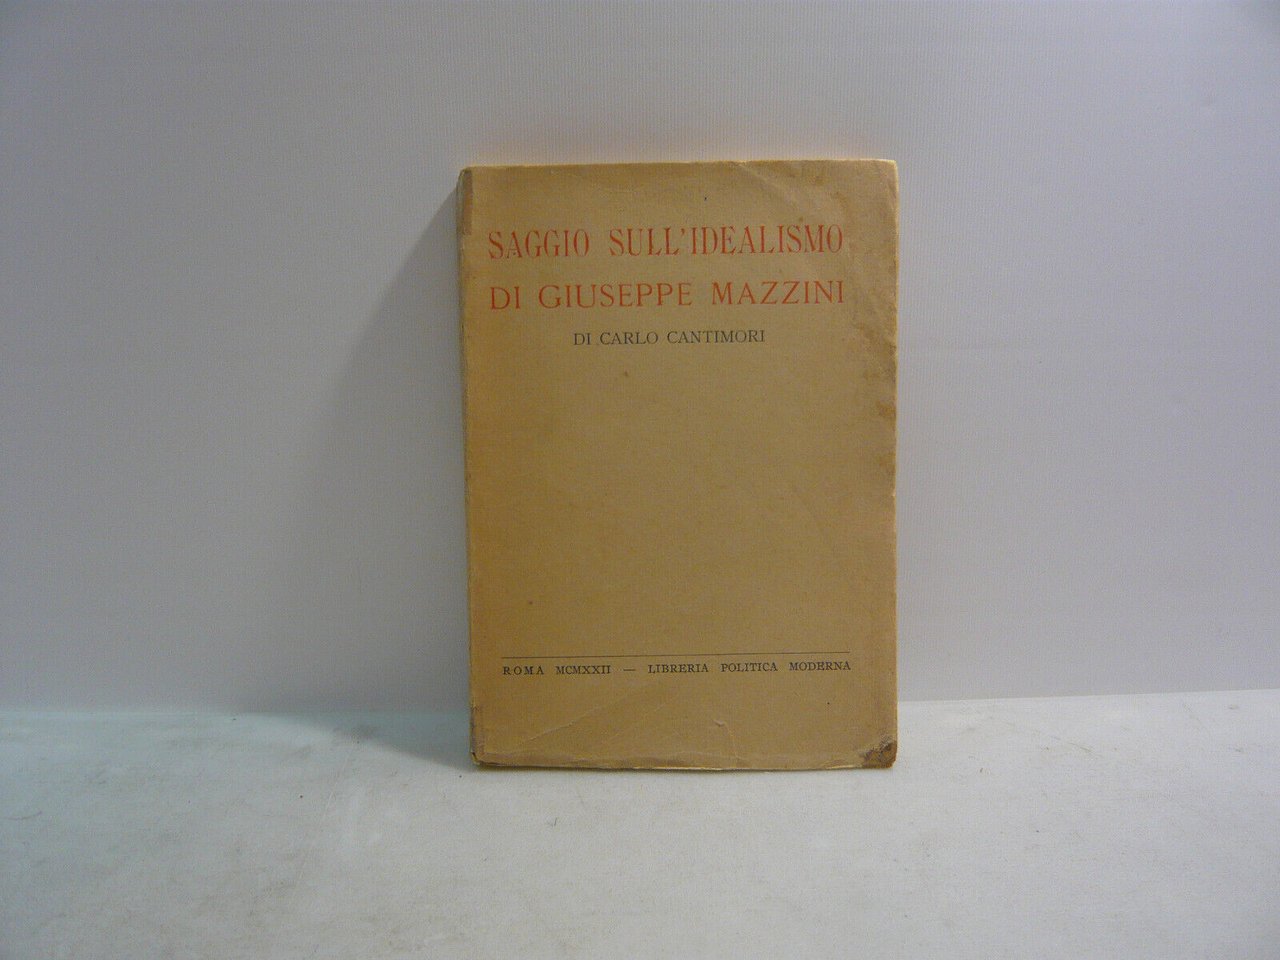 SAGGIO SULL'IDEALISMO
DI GIUSEPPE MAZZINI
DI CARLO CANTIMORI
ROMA MCMXXII — LIBRERIA POLITICA MODERNA